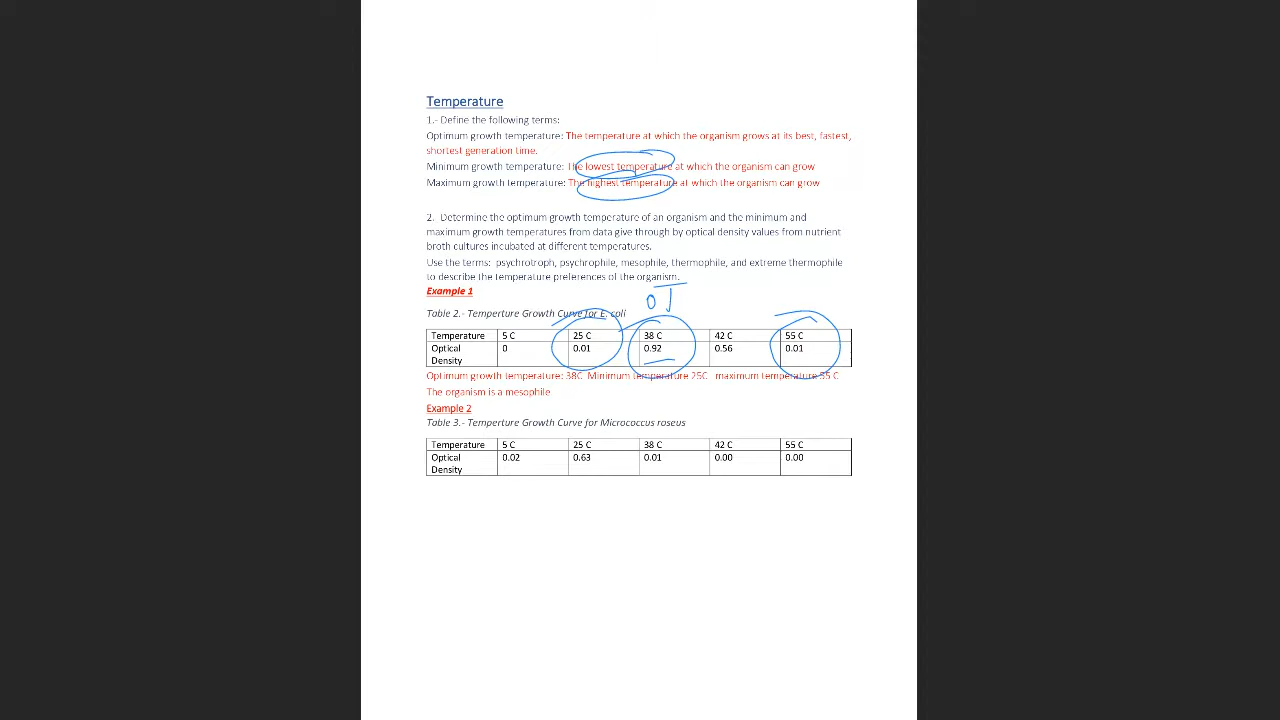 Temperature
1.- Define the following terms:
Optimum growth temperature: The temperature at which the organism grows at its best, fastest,
shortest generation time.
Minimum growth temperature: The lowest temperature at which the organism can grow
Maximum growth temperature: The highest temperature at which the organism can grow
2. Determine the optimum growth temperature of an organism and the minimum and
maximum growth temperatures from data give through by optical density values from nutrient
broth cultures incubated at different temperatures.
Use the terms: psychrotroph, psychrophile, mesophile, thermophile, and extreme thermophile
to describe the temperature preferences of the organism.
Example 1
OT
Table 2.- Temperture Growth Curve for E. coli
Temperature 5 C 25 C 38 C 42 C 55 C
Optical 0 0.01 0.92 0.56 0.01
Density
Optimum growth temperature: 38C Minimum temperature 25C maximum temperature 55 C
The organism is a mesophile
Example 2
Table 3.- Temperture Growth Curve for Micrococcus roseus
Temperature 5 C 25 C 38 C 42 C 55 C
Optical 0.02 0.63 0.01 0.00 0.00
Density